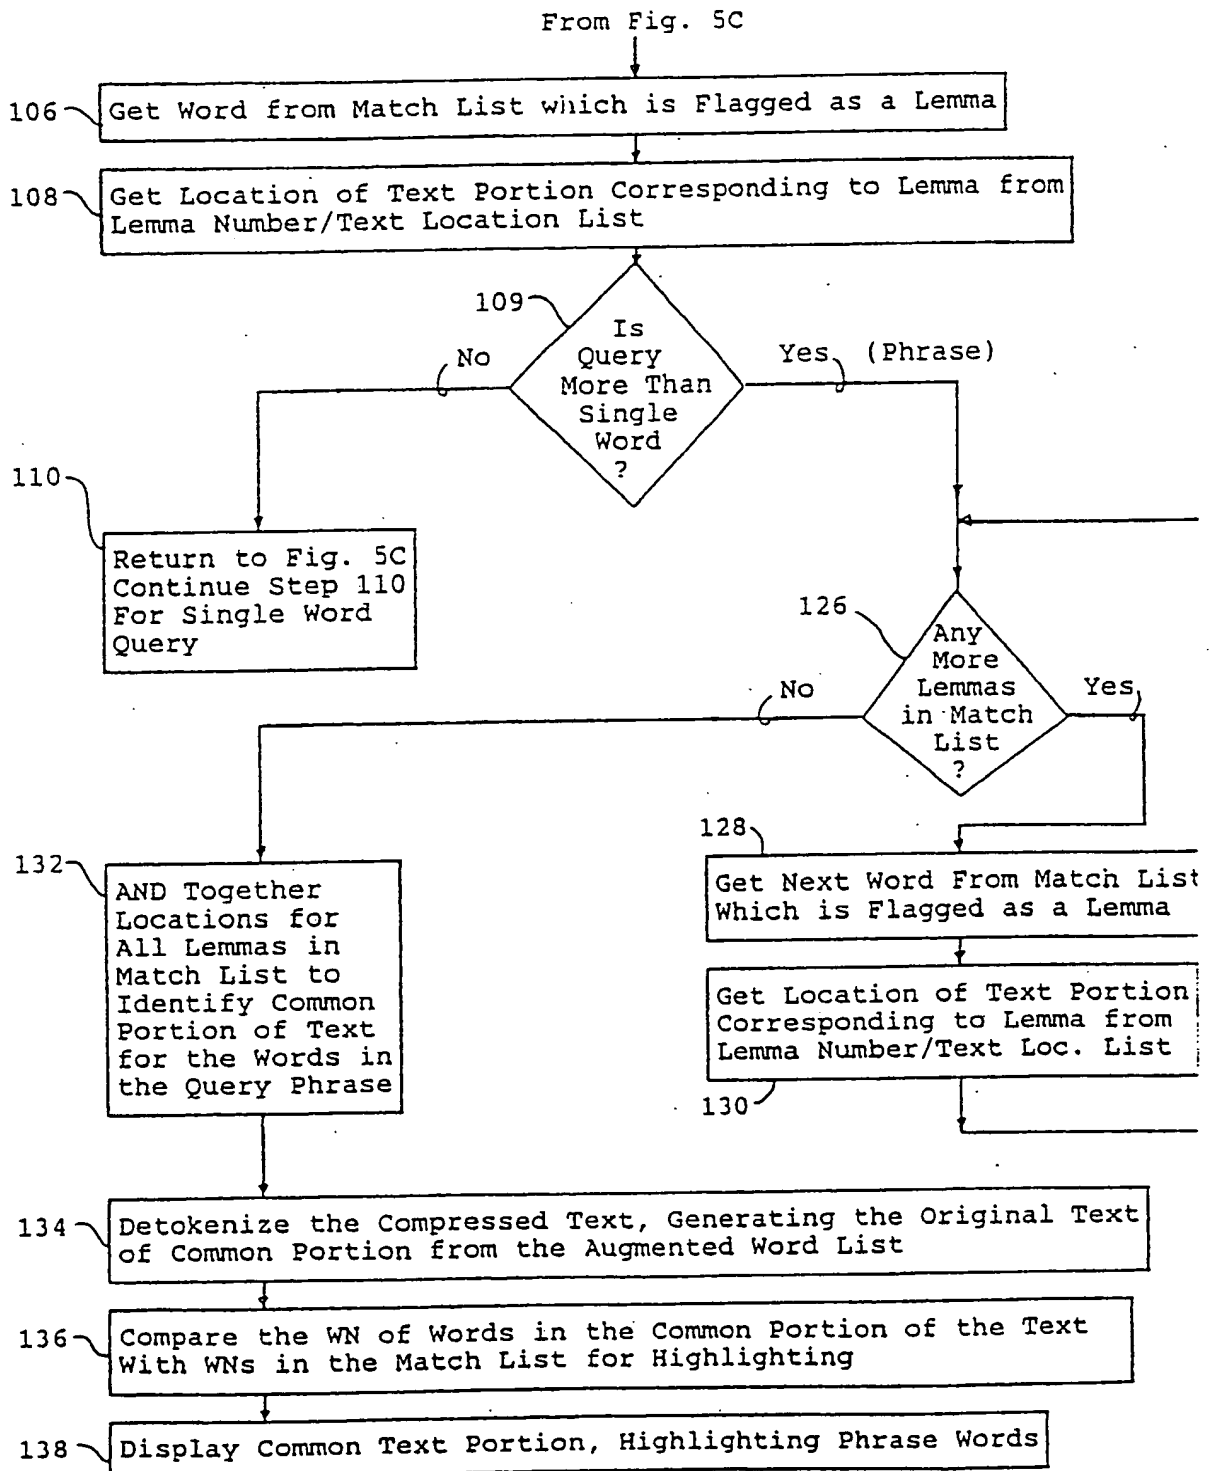 From Fig. 5C
106
Get Word from Match List which is Flagged as a Lemma
108
Get Location of Text Portion Corresponding to Lemma from
Lemma Number/Text Location List
109
Is
Query
More Than
Single
Word
?
No
Yes (Phrase)
110
Return to Fig. 5C
Continue Step 110
For Single Word
Query
126
Any
More
Lemmas
in Match
List
?
No
Yes
128
Get Next Word From Match List
Which is Flagged as a Lemma
132
AND Together
Locations for
All Lemmas in
Match List to
Identify Common
Portion of Text
for the Words in
the Query Phrase
Get Location of Text Portion
Corresponding to Lemma from
Lemma Number/Text Loc. List
130
134
Detokenize the Compressed Text, Generating the Original Text
of Common Portion from the Augmented Word List
136
Compare the WN of Words in the Common Portion of the Text
With WNs in the Match List for Highlighting
138
Display Common Text Portion, Highlighting Phrase Words